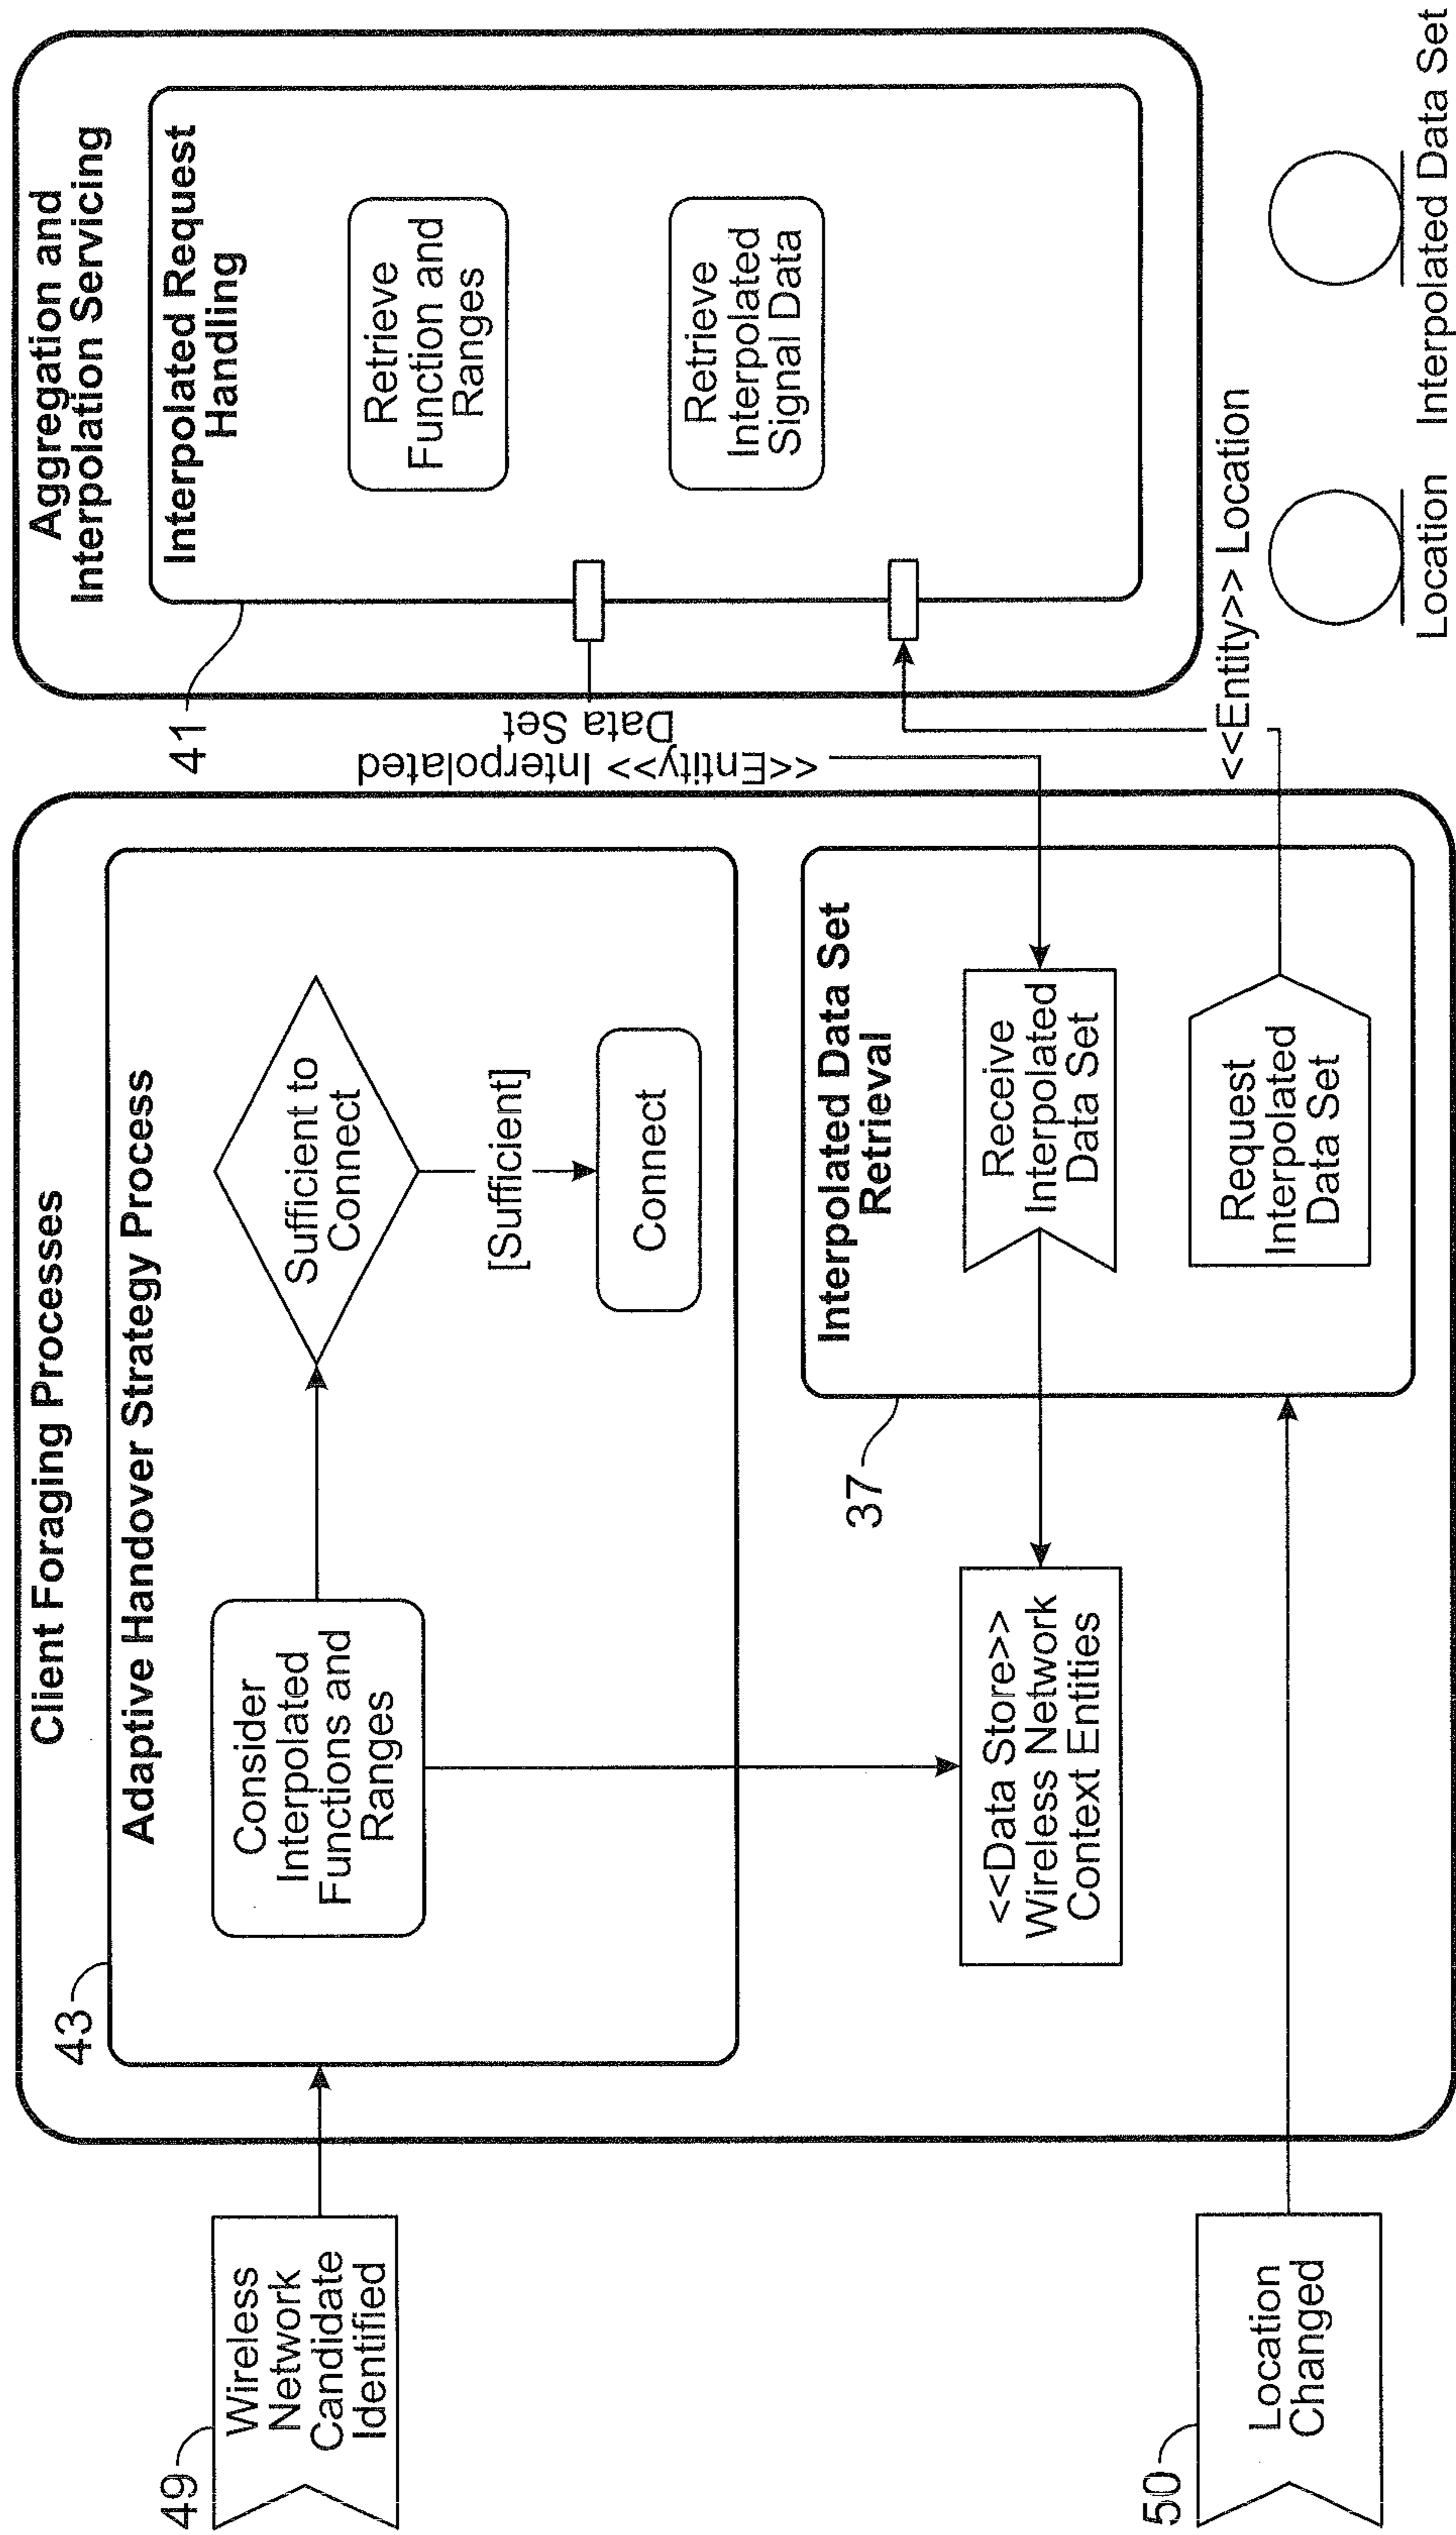 Client Foraging Processes
43
Adaptive Handover Strategy Process
49
Wireless
Network
Candidate
Identified
Consider
Interpolated
Functions and
Ranges
Sufficient to
Connect
[Sufficient]
Connect
<<Data Store>>
Wireless Network
Context Entities
37
Interpolated Data Set
Retrieval
Receive
Interpolated
Data Set
Request
Interpolated
Data Set
50
Location
Changed
Aggregation and
Interpolation Servicing
41
Interpolated Request
Handling
Retrieve
Function and
Ranges
Retrieve
Interpolated
Signal Data
<<Entity>> Interpolated
Data Set
<<Entity>> Location
Location
Interpolated Data Set